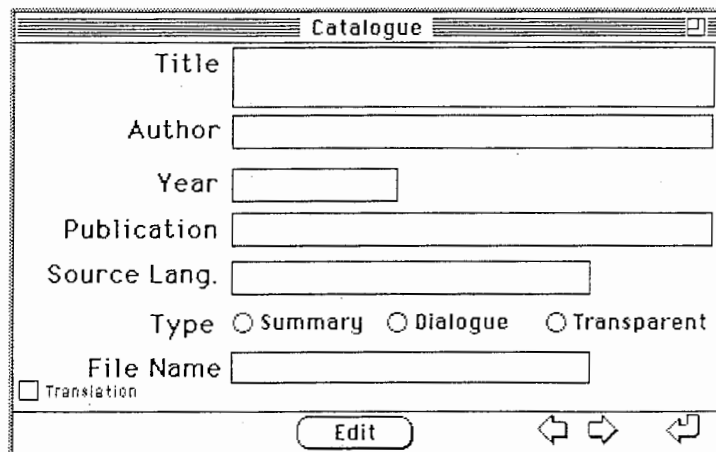 Catalogue
Title
Author
Year
Publication
Source Lang.
Type Summary Dialogue Transparent
File Name
Translation
Edit